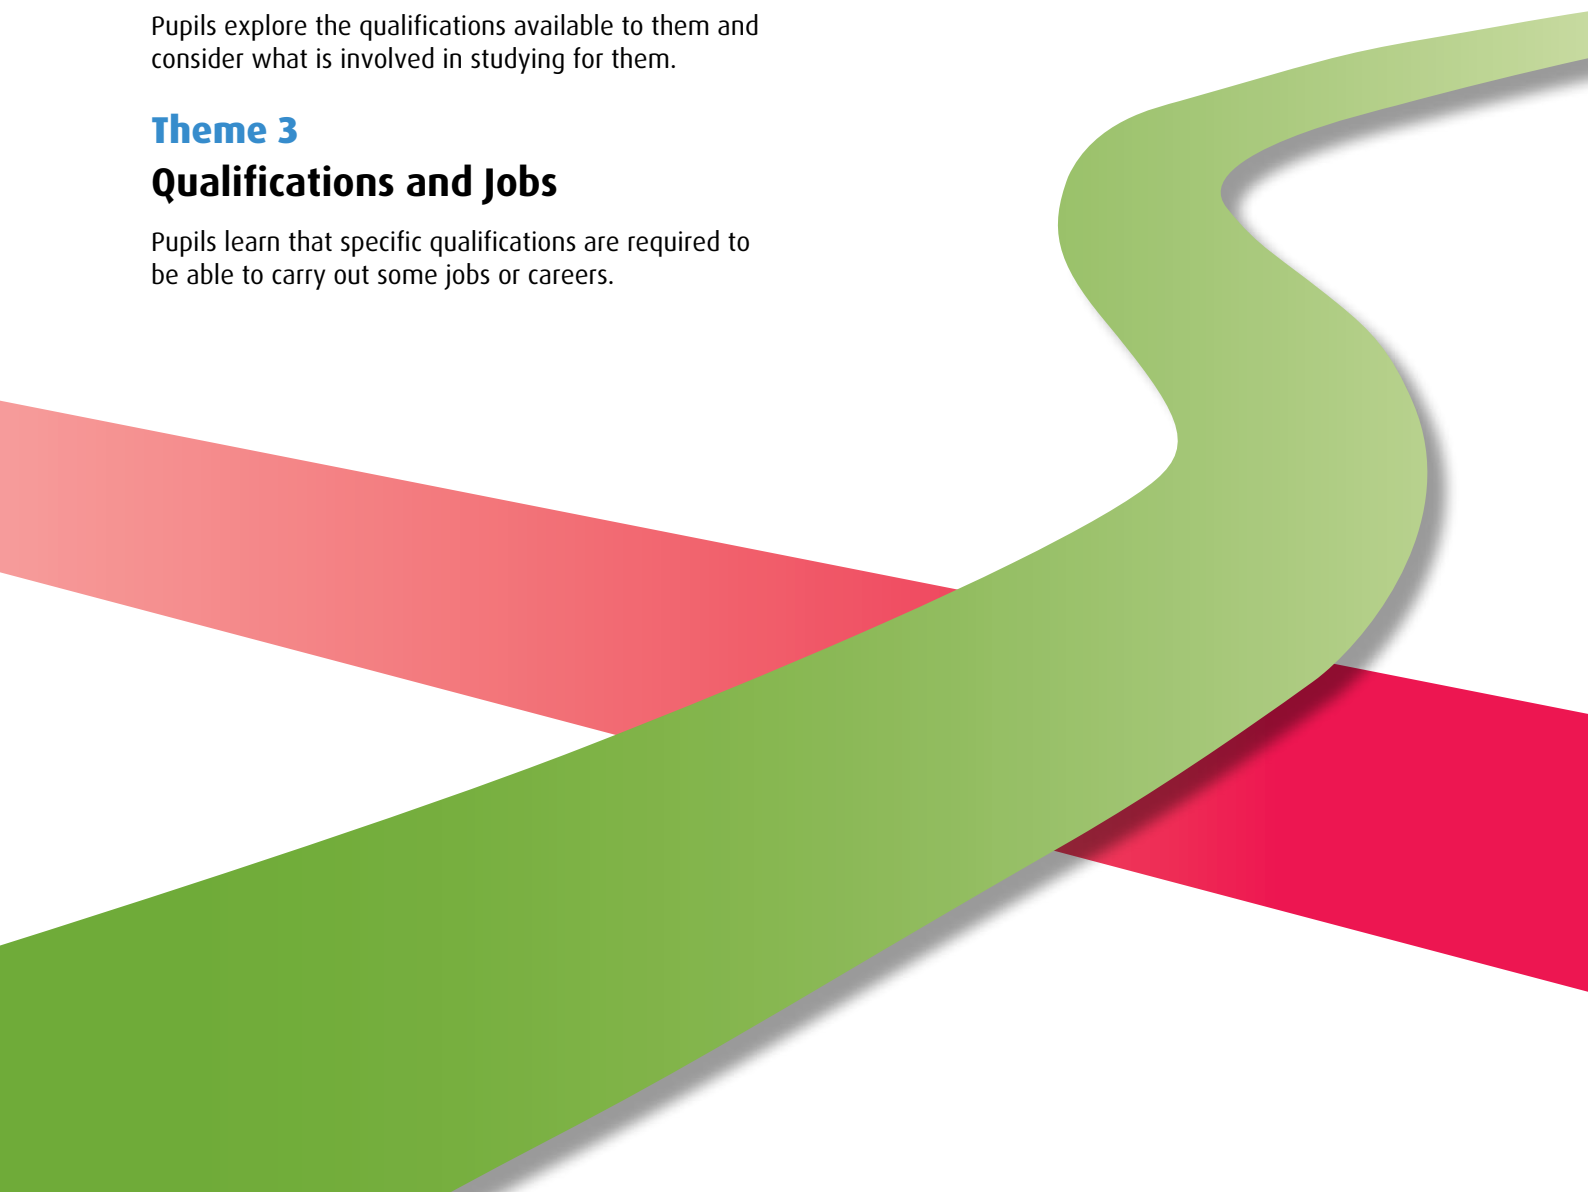 Pupils explore the qualifications available to them and
consider what is involved in studying for them.
Theme 3
Qualifications and Jobs
Pupils learn that specific qualifications are required to
be able to carry out some jobs or careers.